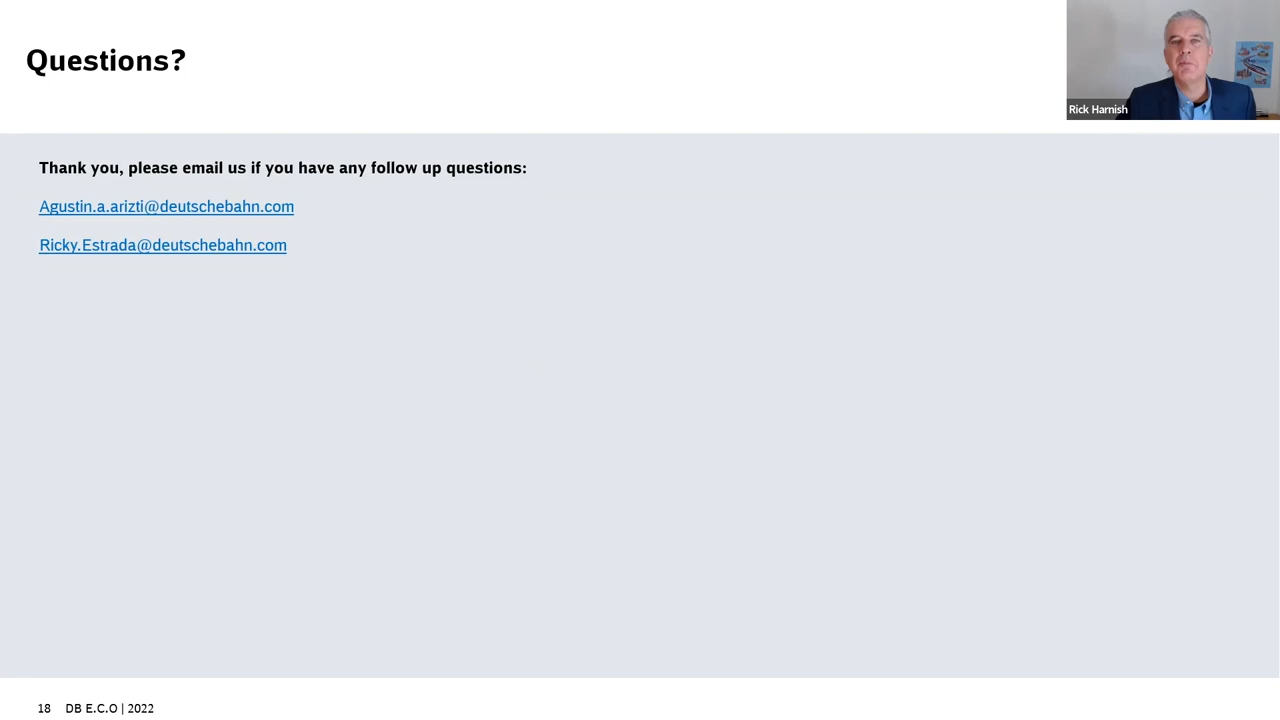 Questions?
Rick Harnish
Thank you, please email us if you have any follow up questions:
Agustin.a.arizti@deutschebahn.com
Ricky.Estrada@deutschebahn.com
18 DB E.C.O | 2022